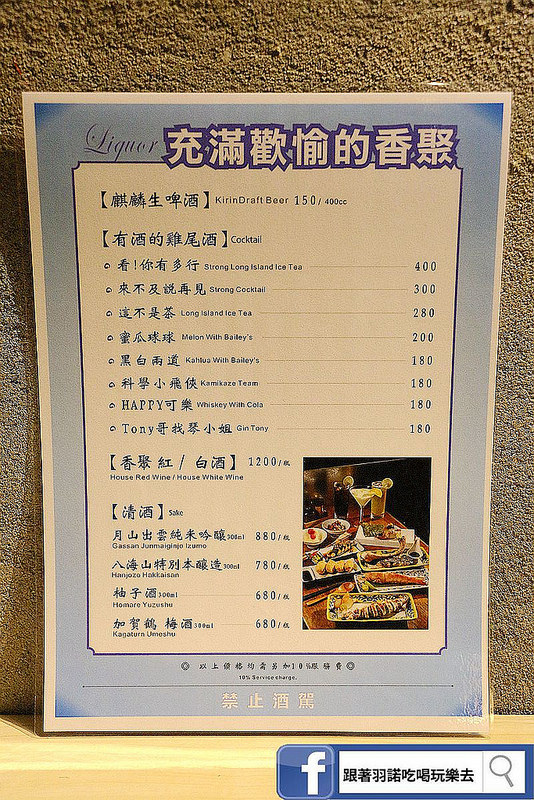 Liquor 充滿歡愉的香聚
【麒麟生啤酒】KirinDraft Beer 150/400cc
【有酒的雞尾酒】Cocktail
看!你有多行 Strong Long Island Ice Tea 400
來不及說再見 Strong Cocktail 300
這不是茶 Long Island Ice Tea 280
蜜瓜球球 Melon With Bailey's 200
黑白兩道 Kahlua With Bailey's 180
科學小飛俠 Kamikaze Team 180
HAPPY可樂 Whiskey With Cola 180
Tony哥找琴小姐 Gin Tony 180
【香聚 紅/白酒】1200/瓶
House Red Wine / House White Wine
【清酒】Sake
月山出雲純米吟釀300ml 880/瓶
Gassan Junmaiginjo Izumo
八海山特別本釀造300ml 780/瓶
Hanjozo Hakkaisan
柚子酒300ml 680/瓶
Homare Yuzushu
加賀鶴 梅酒300ml 680/瓶
Kagaturn Umeshu
◎ 以上價格均需另加10%服務費◎
10% Service charge.
禁止酒駕
f 跟著羽諾吃喝玩樂去